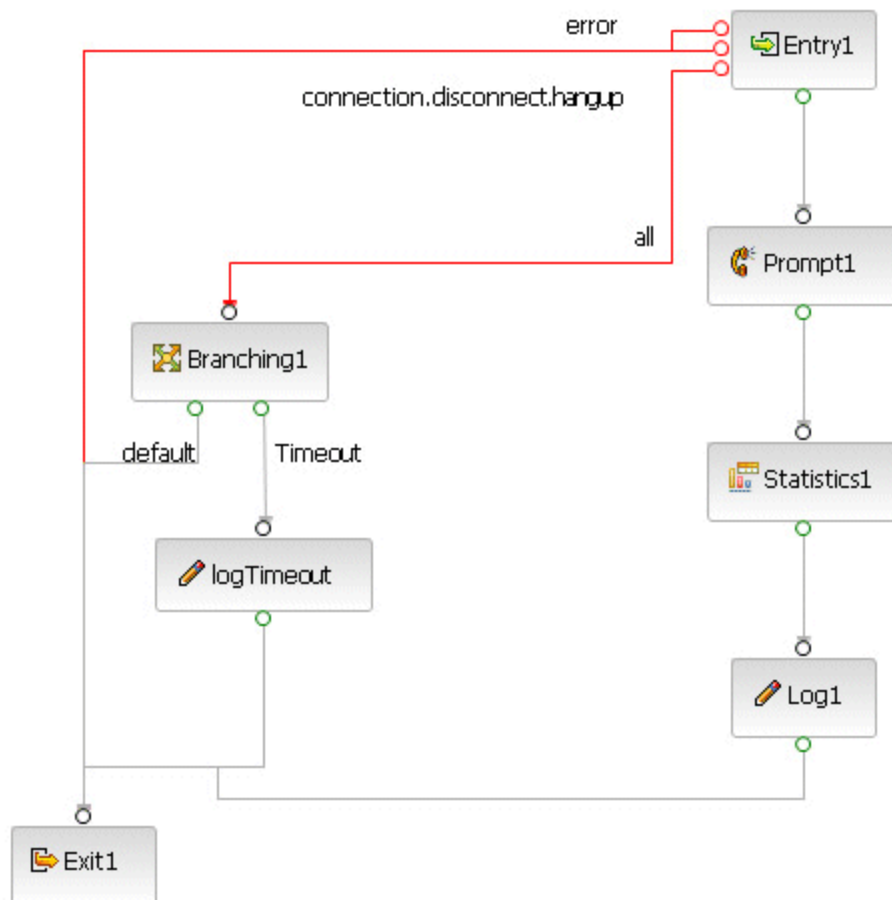 error
Entry1
connection.disconnect.hangup
all
Prompt1
Branching1
default
Timeout
Statistics1
logTimeout
Log1
Exit1